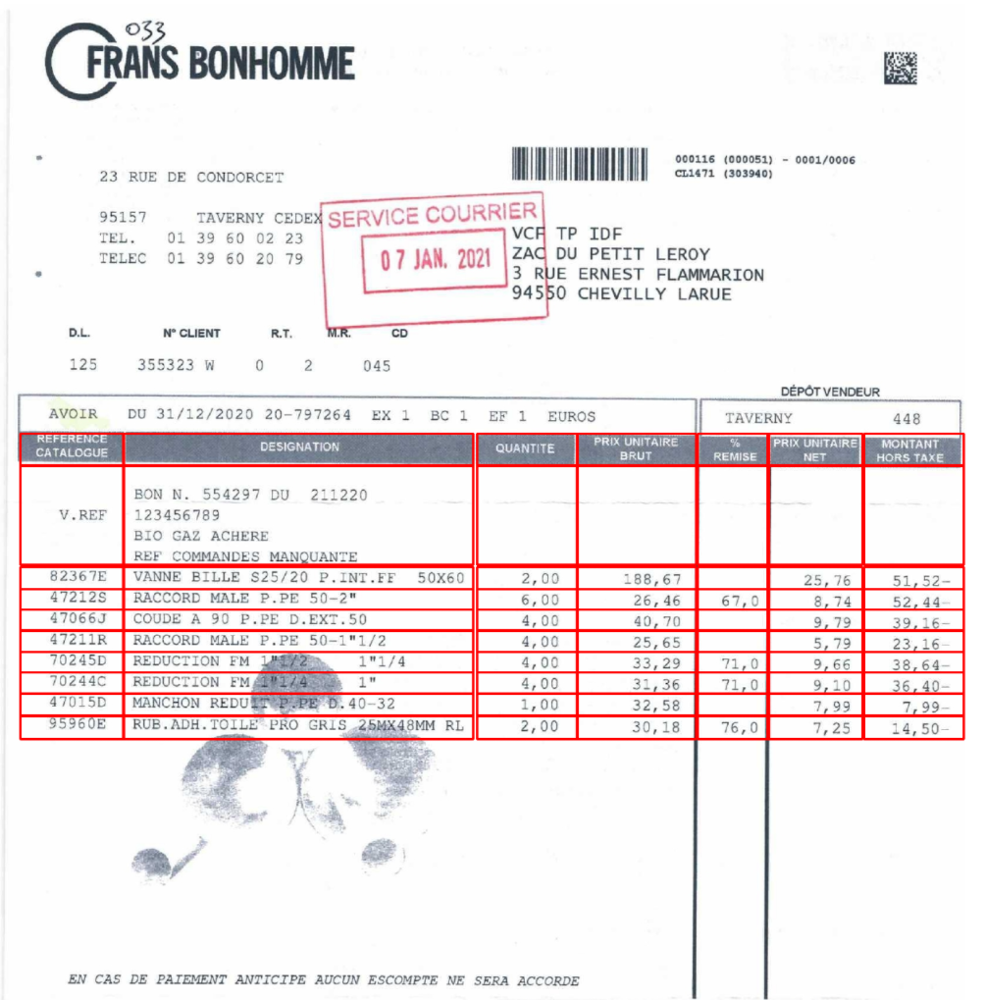 033
FRANS BONHOMME
000116 (000051) - 0001/0006
CL1471 (303940)
23 RUE DE CONDORCET
95157 TAVERNY CEDEX
TEL. 01 39 60 02 23
TELEC 01 39 60 20 79
SERVICE COURRIER
07 JAN. 2021
VCF TP IDF
ZAC DU PETIT LEROY
3 RUE ERNEST FLAMMARION
94550 CHEVILLY LARUE
D.L. N° CLIENT R.T. M.R. CD
125 355323 W 0 2 045
DÉPÔT VENDEUR
AVOIR DU 31/12/2020 20-797264 EX 1 BC 1 EF 1 EUROS TAVERNY 448
REFERENCE CATALOGUE DESIGNATION QUANTITE PRIX UNITAIRE BRUT % REMISE PRIX UNITAIRE NET MONTANT HORS TAXE
BON N. 554297 DU 211220
V.REF 123456789
BIO GAZ ACHERE
REF COMMANDES MANQUANTE
82367E VANNE BILLE S25/20 P.INT.FF 50X60 2,00 188,67 25,76 51,52-
47212S RACCORD MALE P.PE 50-2" 6,00 26,46 67,0 8,74 52,44-
47066J COUDE A 90 P.PE D.EXT.50 4,00 40,70 9,79 39,16-
47211R RACCORD MALE P.PE 50-1"1/2 4,00 25,65 5,79 23,16-
70245D REDUCTION FM 1"1/2 1"1/4 4,00 33,29 71,0 9,66 38,64-
70244C REDUCTION FM 1"1/4 1" 4,00 31,36 71,0 9,10 36,40-
47015D MANCHON REDUIT P.PE D.40-32 1,00 32,58 7,99 7,99-
95960E RUB.ADH.TOILE PRO GRIS 25MX48MM RL 2,00 30,18 76,0 7,25 14,50-
EN CAS DE PAIEMENT ANTICIPE AUCUN ESCOMPTE NE SERA ACCORDE